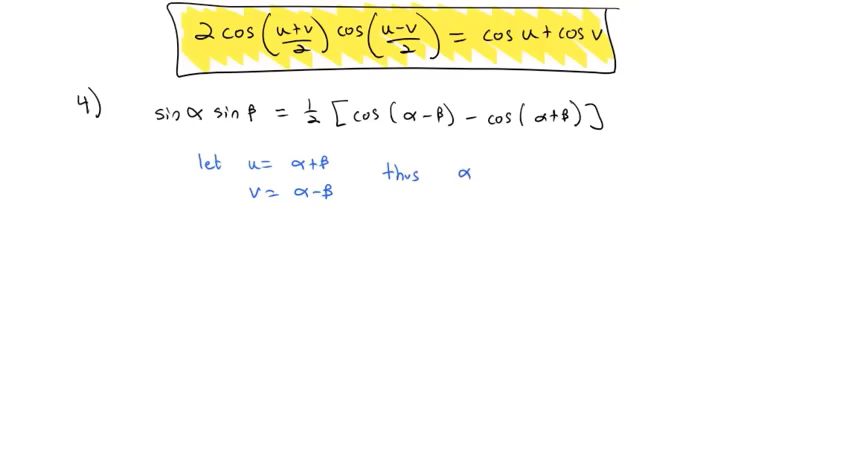 2 cos(u+v/2) cos(u-v/2) = cos u + cos v
4) sin α sin β = 1/2 [cos(α-β) - cos(α+β)]
let u = α+β thus α
v = α-β